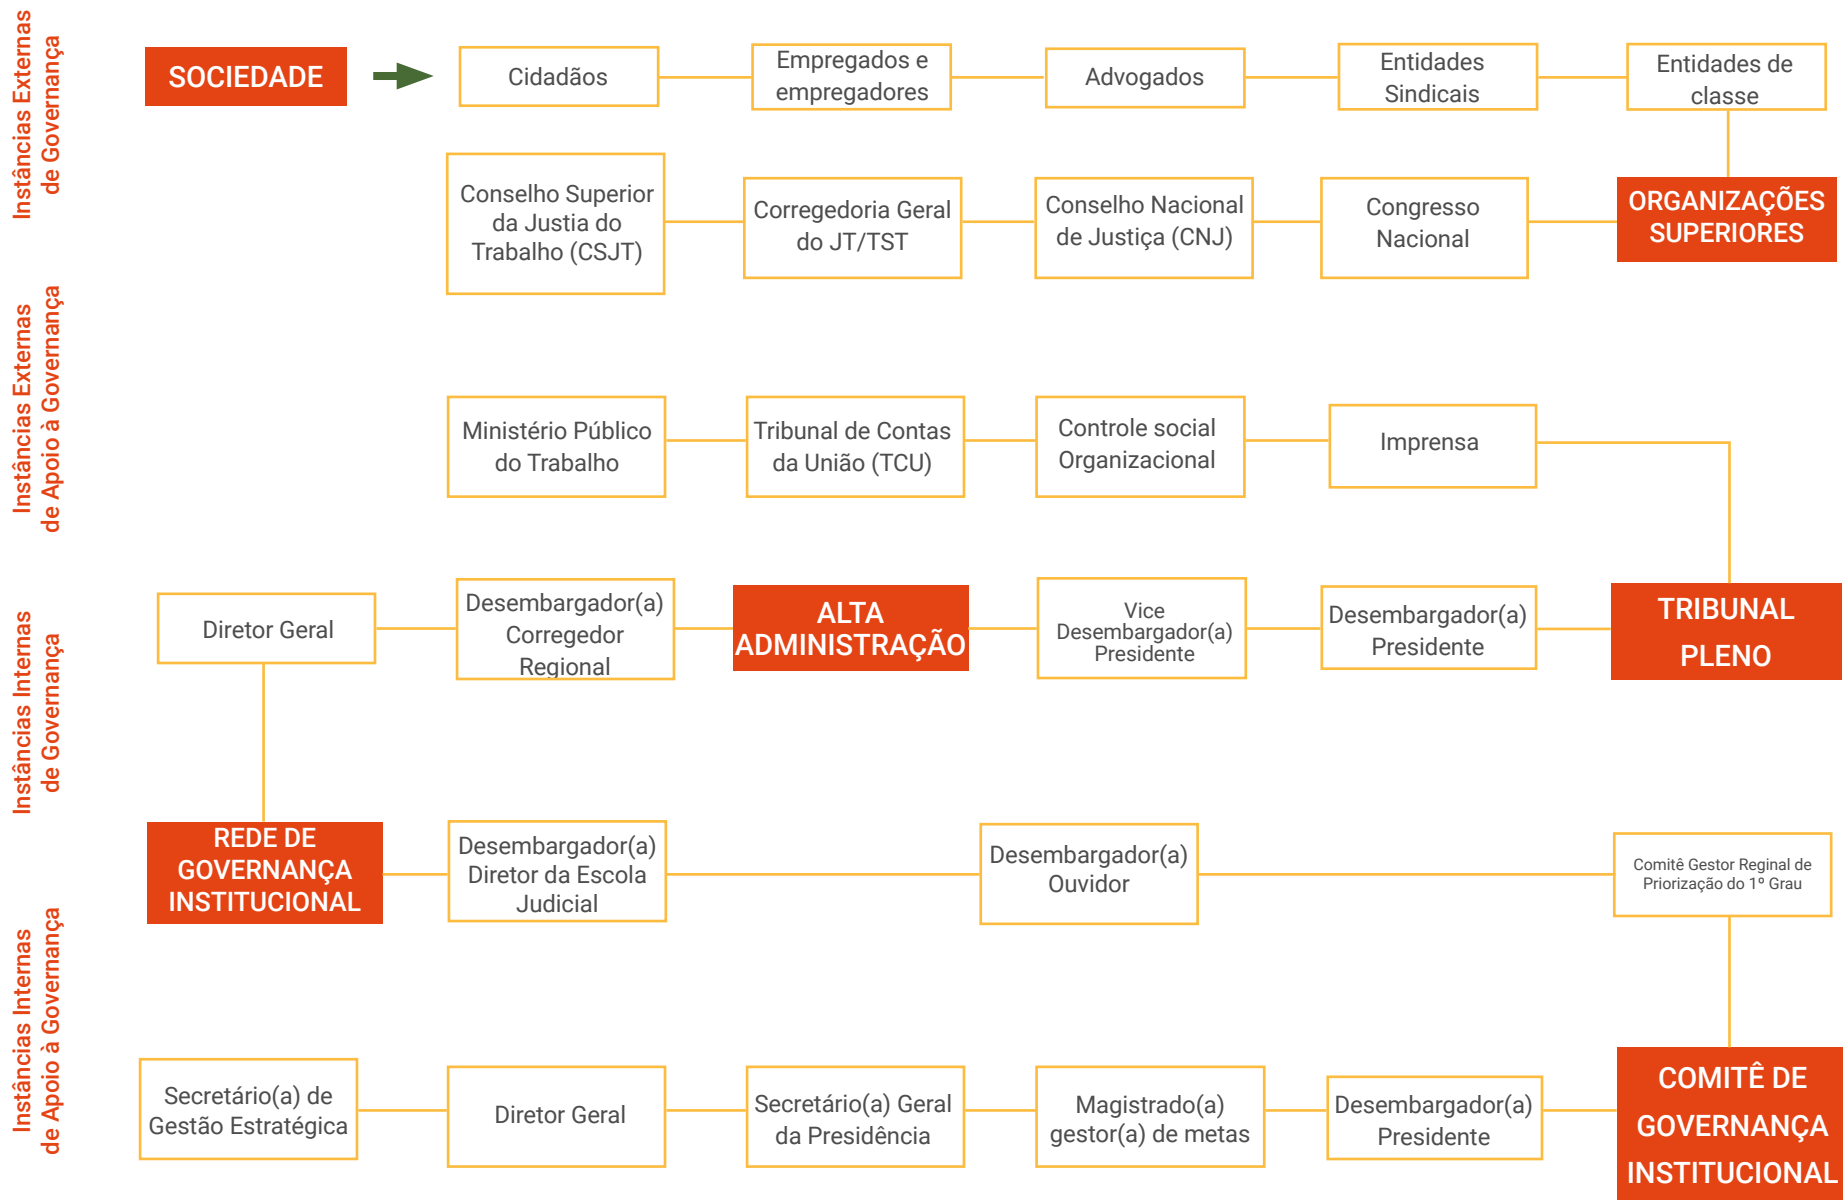 Instâncias Externas
de Governança
SOCIEDADE
Cidadãos
Empregados e
empregadores
Advogados
Entidades
Sindicais
Entidades de
classe
Conselho Superior
da Justia do
Trabalho (CSJT)
Corregedoria Geral
do JT/TST
Conselho Nacional
de Justiça (CNJ)
Congresso
Nacional
ORGANIZAÇÕES
SUPERIORES
Instâncias Externas
de Apoio à Governança
Ministério Público
do Trabalho
Tribunal de Contas
da União (TCU)
Controle social
Organizacional
Imprensa
Instâncias Internas
de Governança
Diretor Geral
Desembargador(a)
Corregedor
Regional
ALTA
ADMINISTRAÇÃO
Vice
Desembargador(a)
Presidente
Desembargador(a)
Presidente
TRIBUNAL
PLENO
REDE DE
GOVERNANÇA
INSTITUCIONAL
Desembargador(a)
Diretor da Escola
Judicial
Desembargador(a)
Ouvidor
Comitê Gestor Reginal de
Priorização do 1º Grau
Instâncias Internas
de Apoio à Governança
Secretário(a) de
Gestão Estratégica
Diretor Geral
Secretário(a) Geral
da Presidência
Magistrado(a)
gestor(a) de metas
Desembargador(a)
Presidente
COMITÊ DE
GOVERNANÇA
INSTITUCIONAL